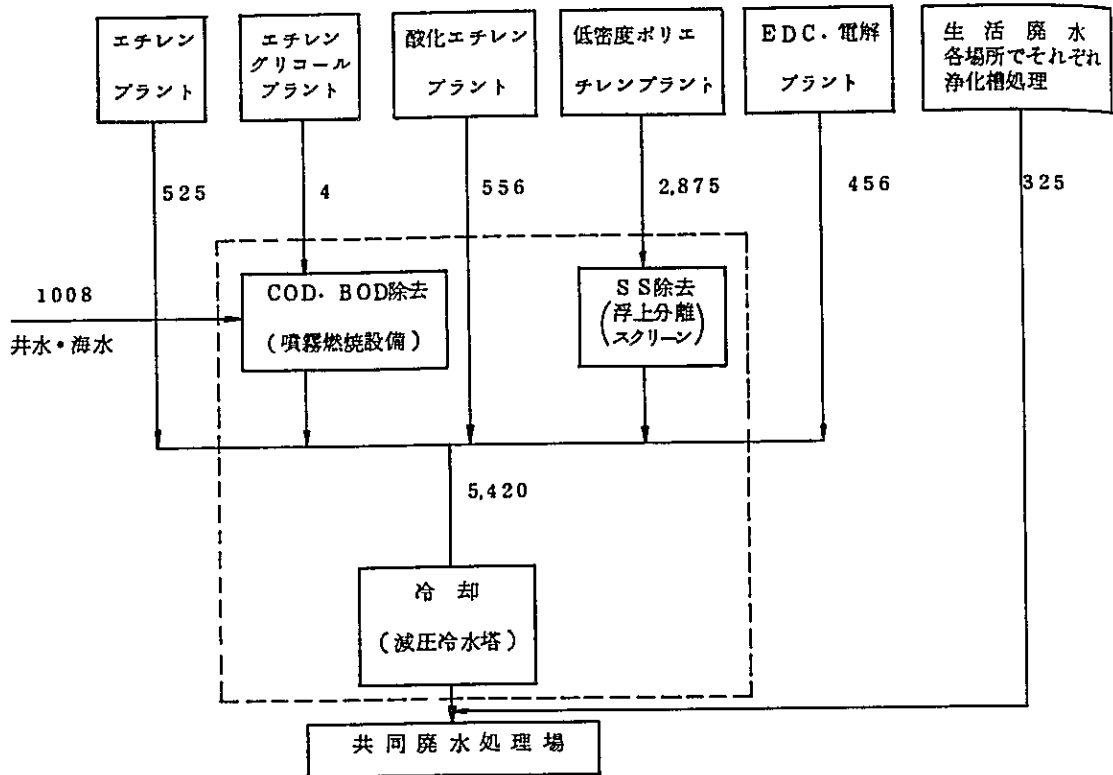 エチレン
プラント
エチレン
グリコール
プラント
酸化エチレン
プラント
低密度ポリエ
チレンプラント
EDC・電解
プラント
生活廃水
各場所でそれぞれ
浄化槽処理
525
4
556
2,875
456
325
1008
井水・海水
COD. BOD除去
(噴霧燃焼設備)
SS除去
(浮上分離
スクリーン)
5,420
冷却
(減圧冷水塔)
共同廃水処理場